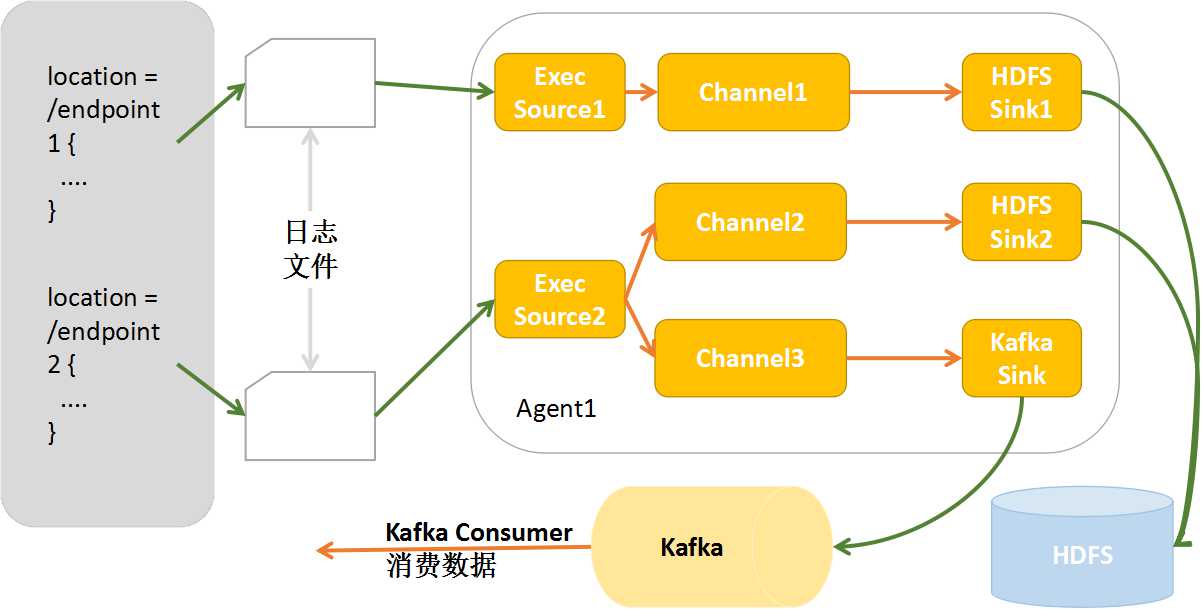 location =
/endpoint
1 {
....
}
location =
/endpoint
2 {
....
}
日志
文件
Exec
Source1
Channel1
HDFS
Sink1
Channel2
HDFS
Sink2
Exec
Source2
Channel3
Kafka
Sink
Agent1
Kafka Consumer
消费数据
Kafka
HDFS